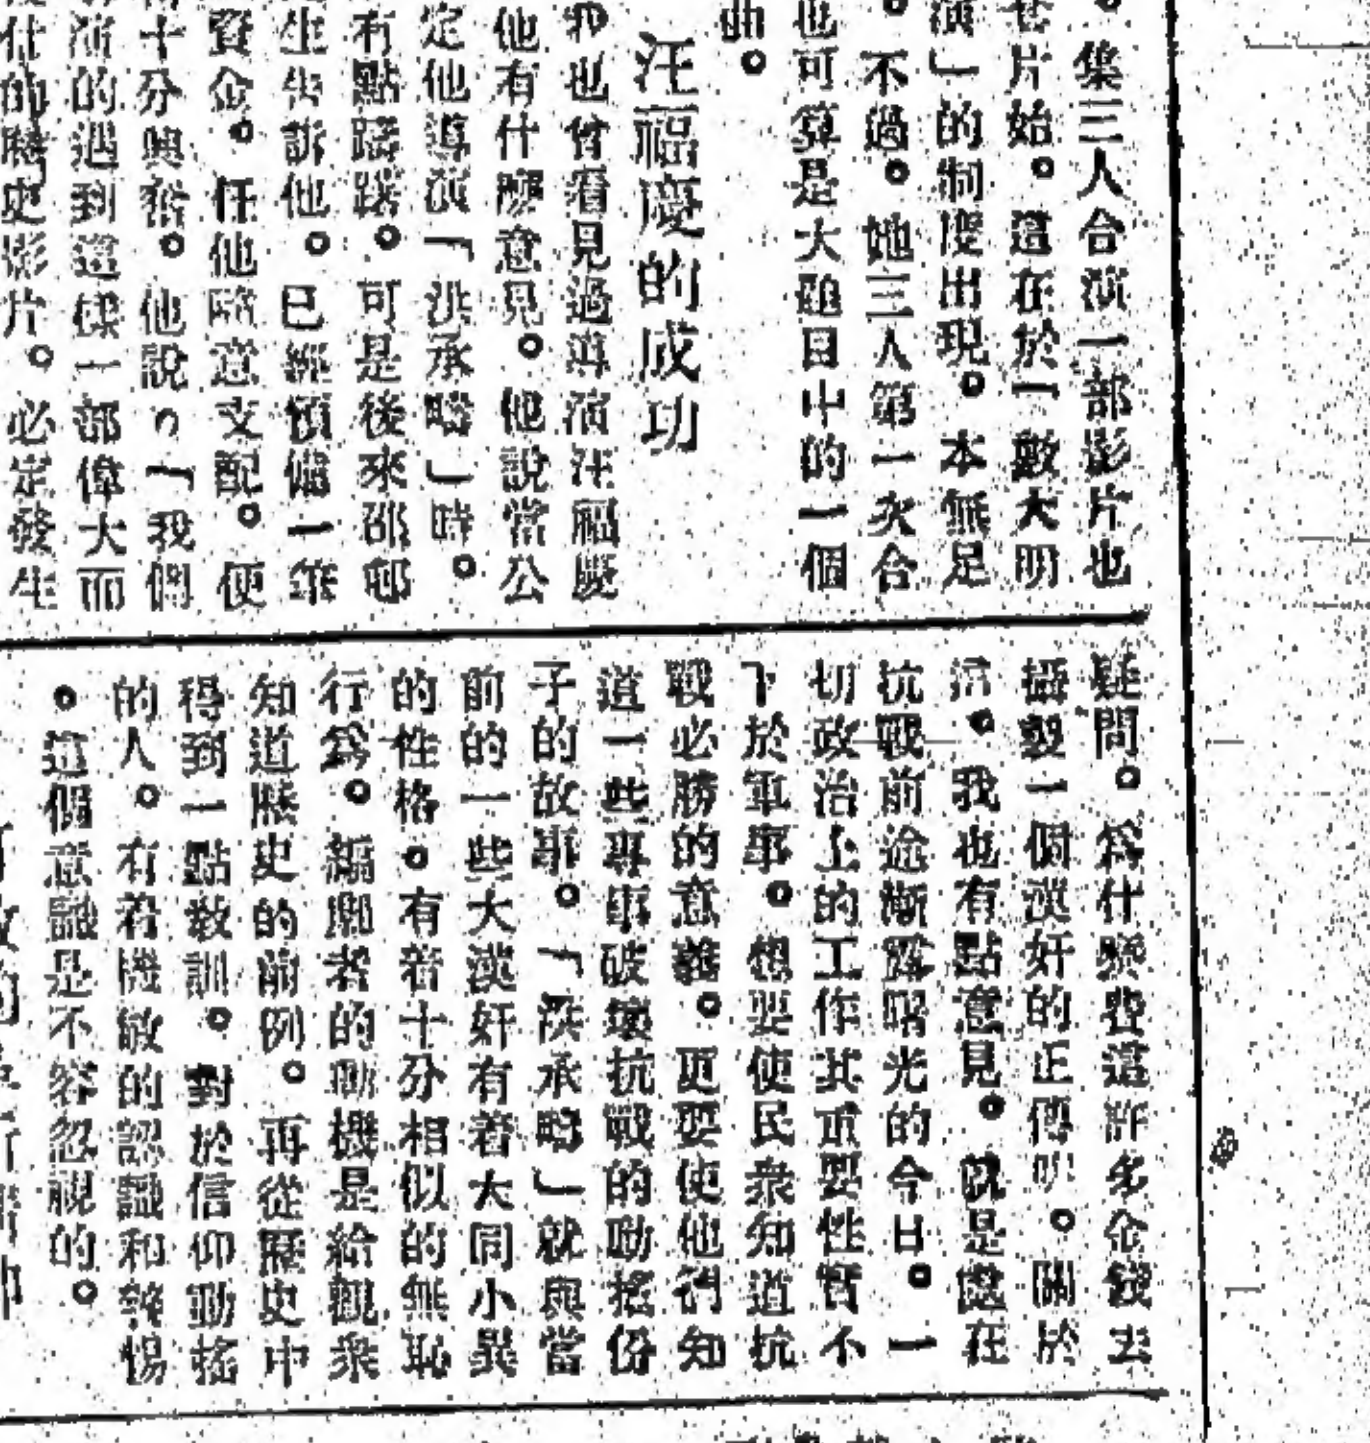 。集三人合演一部影片也
套片始。這在於一數大明
演」的制度出現。本無足
。不過。她三人第一次合
也可算是大題目中的一個
曲。
汪福慶的成功
我也曾看見過導演汪福慶
他有什麼意見。他說當公
定他導演「洪承疇」時。
有點躊躇。可是後來邵邨
生告訴他。已經預備一筆
資金。任他隨意支配。便
十分興奮。他說。「我們
的遇到這樣一部偉大而
的歷史影片。必定發生
疑問。爲什麼費這許多金錢去
攝製一個漢奸的正傳呢。關於
這。我也有點意見。就是處在
抗戰前途漸露曙光的今日。一
切政治上的工作其重要性實不
下於軍事。想要使民衆知道抗
戰必勝的意義。更要使他們知
道一些專事破壞抗戰的動搖份
子的故事。「洪承疇」就與當
前的一些大漢奸有着大同小異
的性格。有着十分相似的無恥
行爲。編劇者的動機是給觀衆
知道歷史的前例。再從歷史中
得到一點敎訓。對於信仰動搖
的人。有着機敏的認識和警惕
。這個意識是不容忽視的。